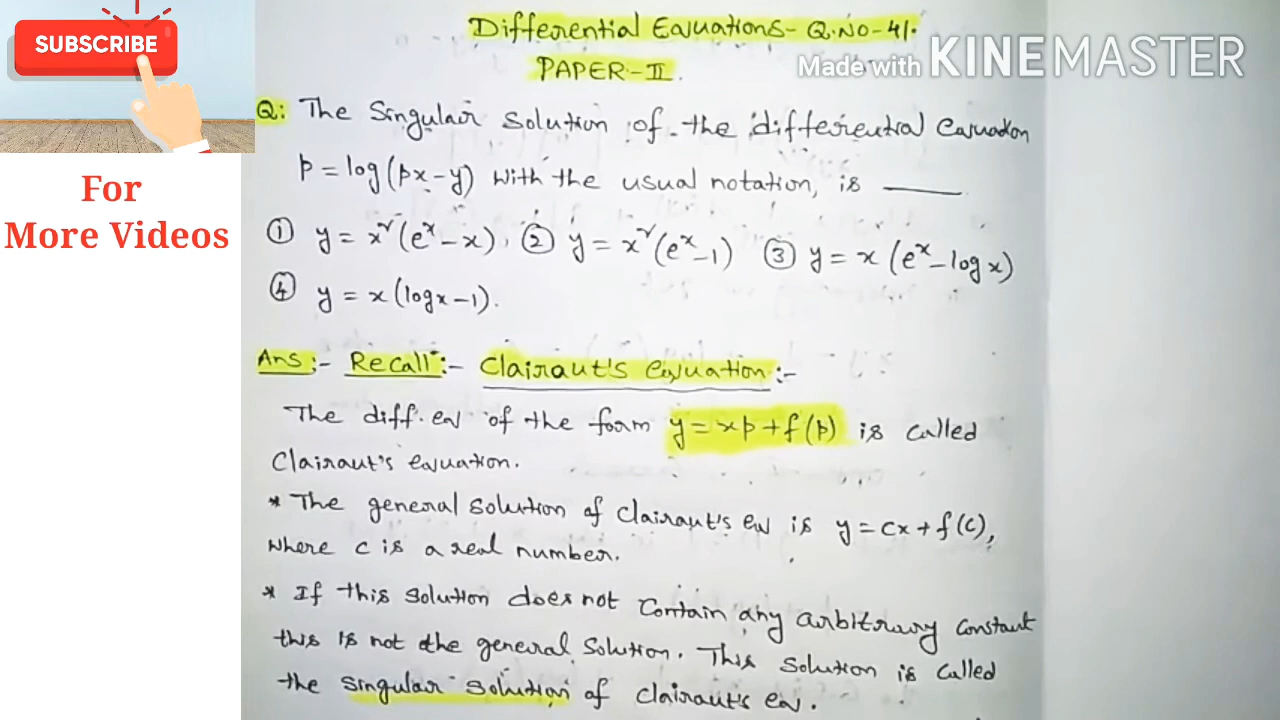 SUBSCRIBE
For
More Videos
Made with KINEMASTER
Differential Equations- Q.NO-41.
PAPER-II.
Q: The Singular Solution of the differential Equation
p = log(px-y) with the usual notation, is ____
① y = x²(eˣ-x). ② y = x²(eˣ-1) ③ y = x(eˣ-log x)
④ y = x(logx-1).
Ans:- Recall:- Clairaut's equation:-
The diff.eq of the form y = xp+f(p) is called
Clairaut's equation.
* The general solution of Clairaut's eq is y = cx+f(c),
where c is a real number.
* If this solution does not contain any arbitrary constant
this is not the general solution. This solution is called
the singular solution of Clairaut's eq.